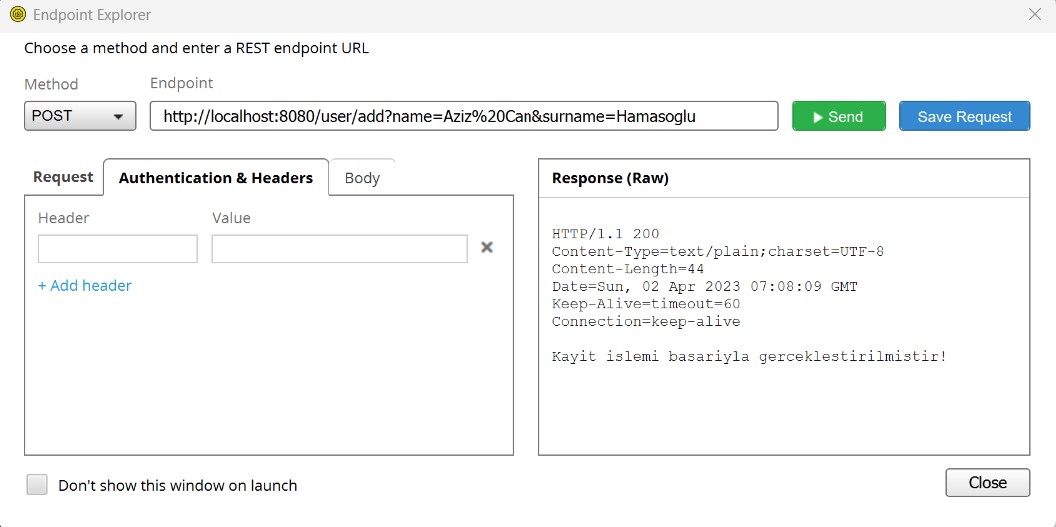 Endpoint Explorer
Choose a method and enter a REST endpoint URL
Method
Endpoint
POST
http://localhost:8080/user/add?name=Aziz%20Can&surname=Hamasoglu
Send
Save Request
Request
Authentication & Headers
Body
Header
Value
+ Add header
Response (Raw)
HTTP/1.1 200
Content-Type=text/plain;charset=UTF-8
Content-Length=44
Date=Sun, 02 Apr 2023 07:08:09 GMT
Keep-Alive=timeout=60
Connection=keep-alive
Kayit islemi basariyla gerceklestirilmistir!
Don't show this window on launch
Close